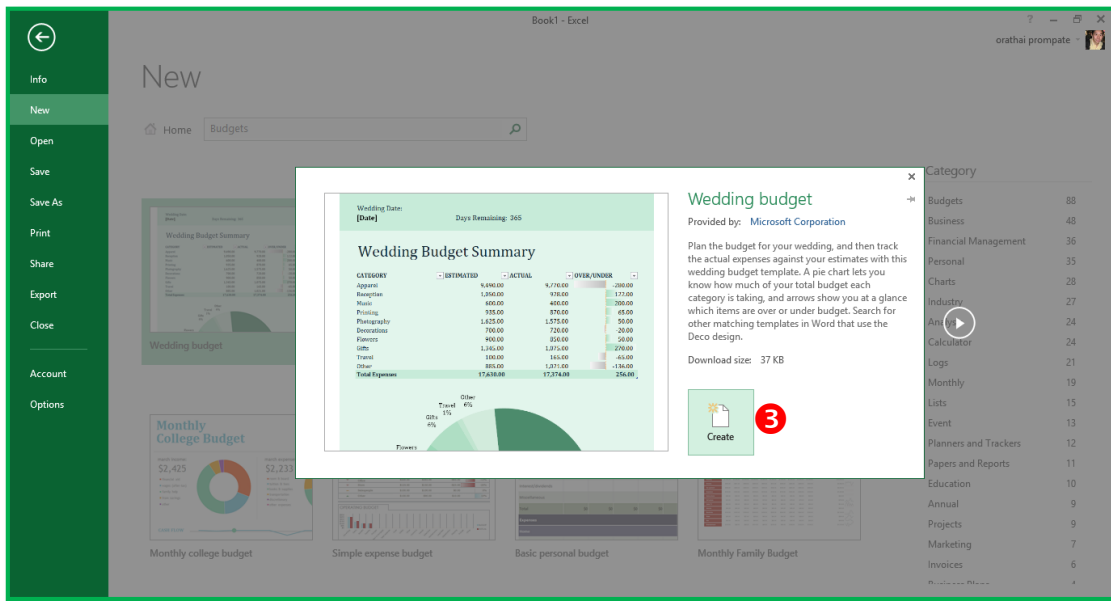 Book1 - Excel
orathai prompate
Info
New
Open
Save
Save As
Print
Share
Export
Close
Account
Options
New
Home
Budgets
Wedding Date:
[Date]
Days Remaining: 365
Wedding Budget Summary
CATEGORY ESTIMATED ACTUAL OVER/UNDER
Apparel 9,490.00 9,770.00 -280.00
Reception 1,150.00 978.00 172.00
Music 600.00 400.00 200.00
Printing 935.00 870.00 65.00
Photography 1,625.00 1,575.00 50.00
Decorations 700.00 720.00 -20.00
Flowers 900.00 850.00 50.00
Gifts 1,345.00 1,075.00 270.00
Travel 100.00 165.00 -65.00
Other 885.00 1,021.00 -136.00
Total Expenses 17,630.00 17,374.00 256.00
Other
6%
Travel
1%
Gifts
6%
Flowers
Wedding budget
Provided by: Microsoft Corporation
Plan the budget for your wedding, and then track
the actual expenses against your estimates with this
wedding budget template. A pie chart lets you
know how much of your total budget each
category is taking, and arrows show you at a glance
which items are over or under budget. Search for
other matching templates in Word that use the
Deco design.
Download size: 37 KB
Create
3
Wedding Budget Summary
Wedding budget
Monthly
College Budget
$2,425
$2,233
Monthly college budget
Simple expense budget
Basic personal budget
Monthly Family Budget
Category
Budgets 88
Business 48
Financial Management 36
Personal 35
Charts 28
Industry 27
24
Calculator 24
Logs 21
Monthly 19
Lists 15
Event 13
Planners and Trackers 12
Papers and Reports 11
Education 10
Annual 9
Projects 9
Marketing 7
Invoices 6